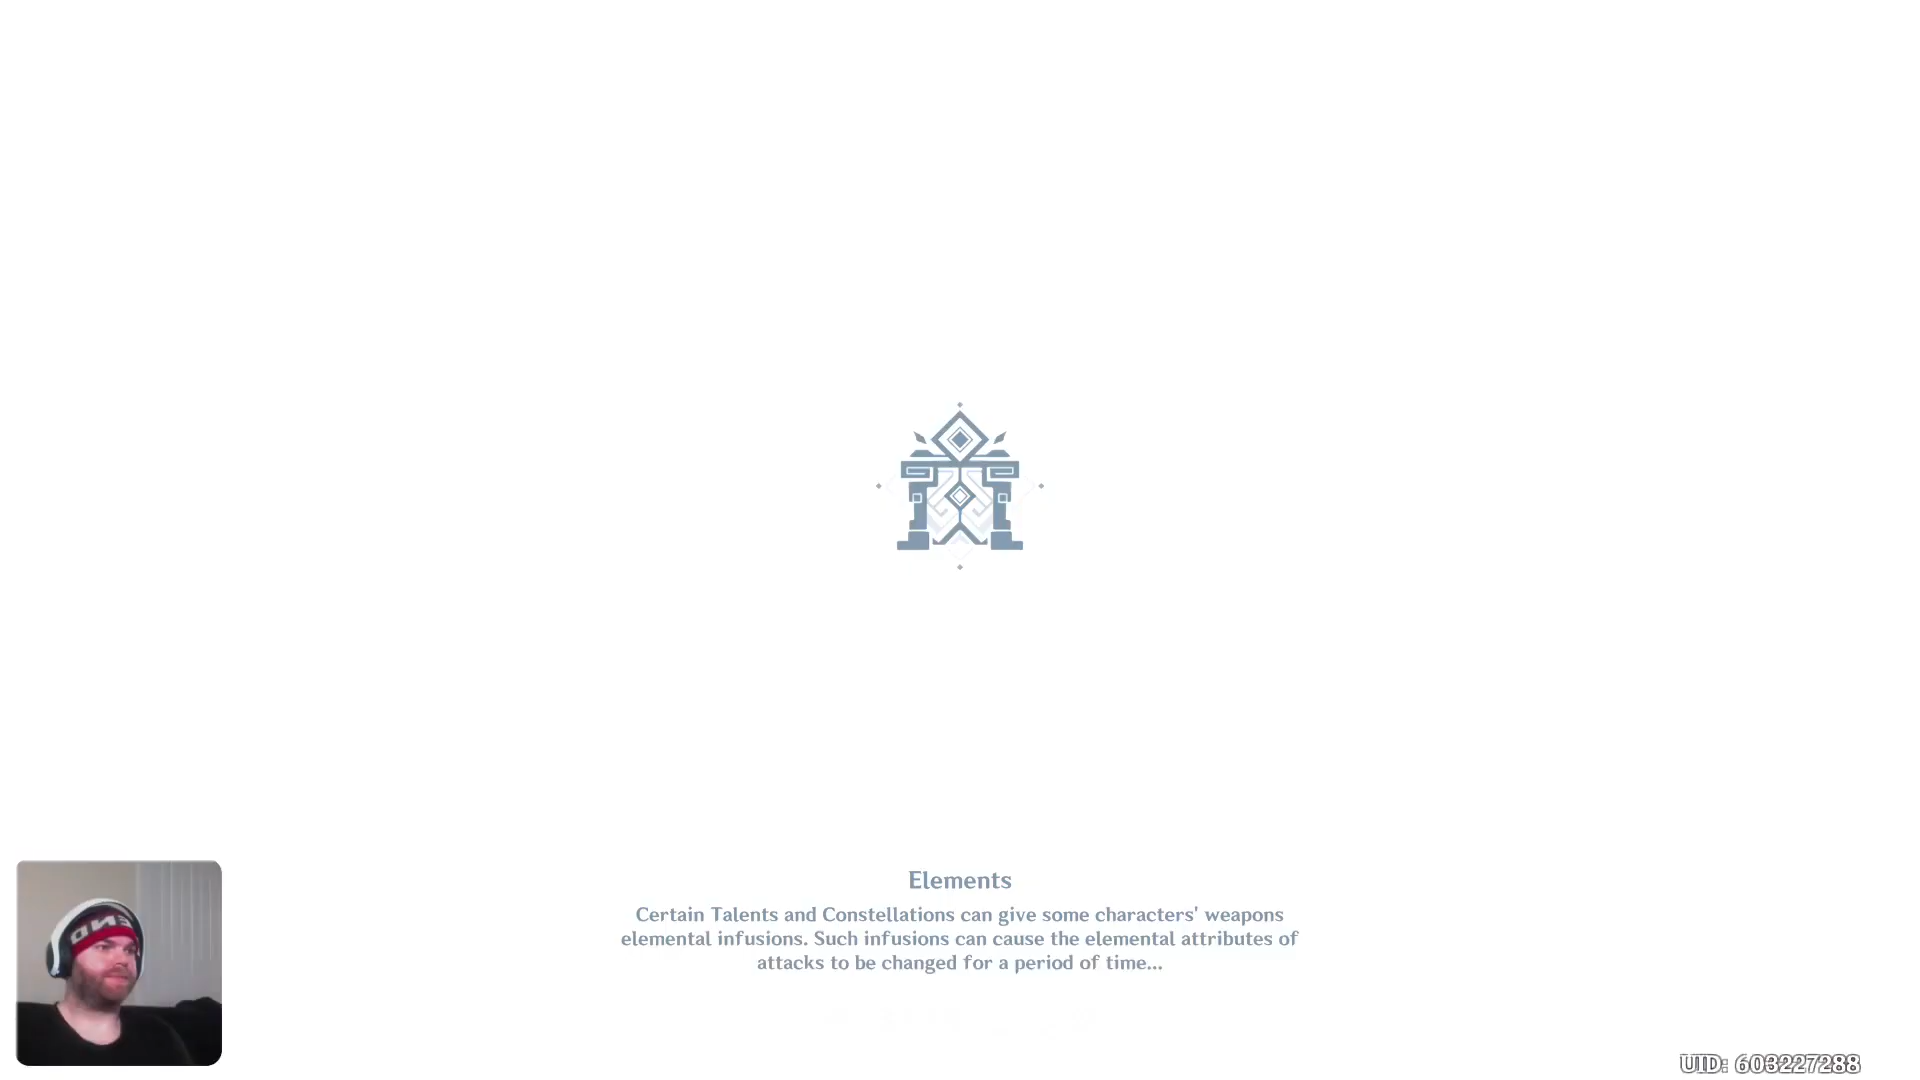 Elements
Certain Talents and Constellations can give some characters' weapons
elemental infusions. Such infusions can cause the elemental attributes of
attacks to be changed for a period of time...
UID: 603227288